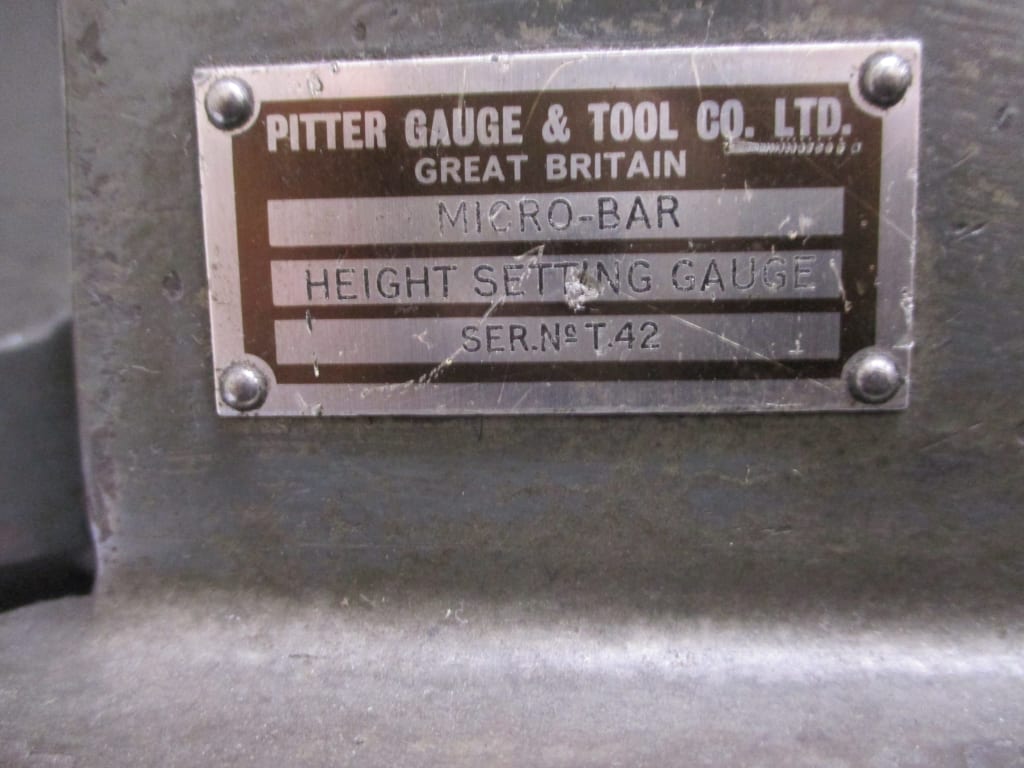 PITTER GAUGE & TOOL CO. LTD.
GREAT BRITAIN
MICRO-BAR
HEIGHT SETTING GAUGE
SER.Nº T.42